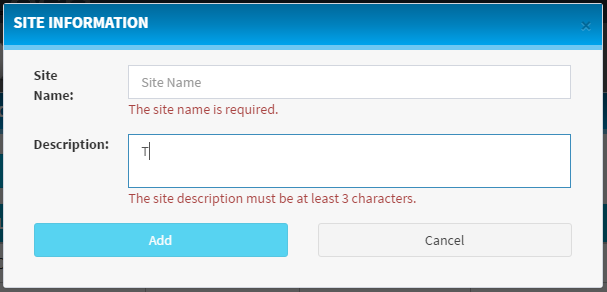 SITE INFORMATION
×
Site
Name:
Site Name
The site name is required.
Description:
T
The site description must be at least 3 characters.
Add
Cancel